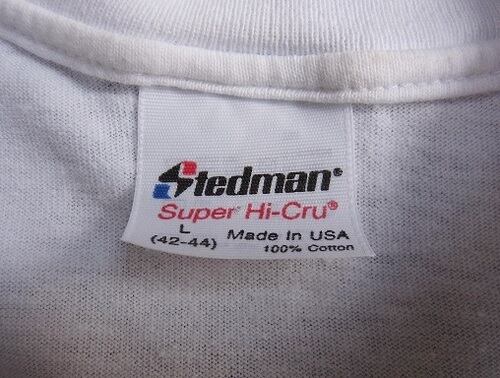 Stedman®
Super® Hi-Cru®
L
(42-44) Made In USA
100% Cotton